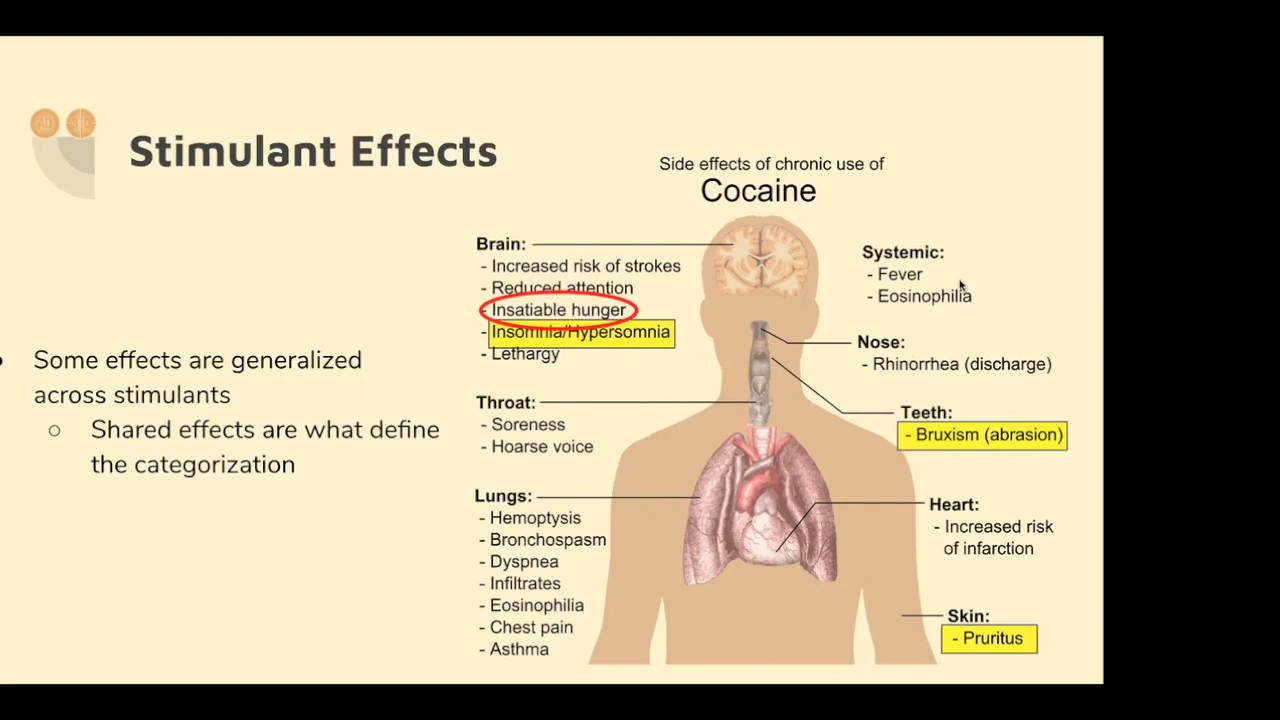 Stimulant Effects
Side effects of chronic use of
Cocaine
Brain:
- Increased risk of strokes
- Reduced attention
- Insatiable hunger
- Insomnia/Hypersomnia
- Lethargy
Throat:
- Soreness
- Hoarse voice
Lungs:
- Hemoptysis
- Bronchospasm
- Dyspnea
- Infiltrates
- Eosinophilia
- Chest pain
- Asthma
Systemic:
- Fever
- Eosinophilia
Nose:
- Rhinorrhea (discharge)
Teeth:
- Bruxism (abrasion)
Heart:
- Increased risk
of infarction
Skin:
- Pruritus
Some effects are generalized
across stimulants
○ Shared effects are what define
the categorization